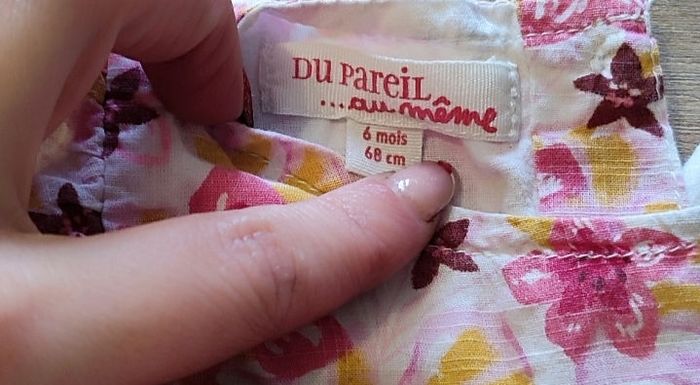 DU PAREIL
...au même
6 mois
68 cm